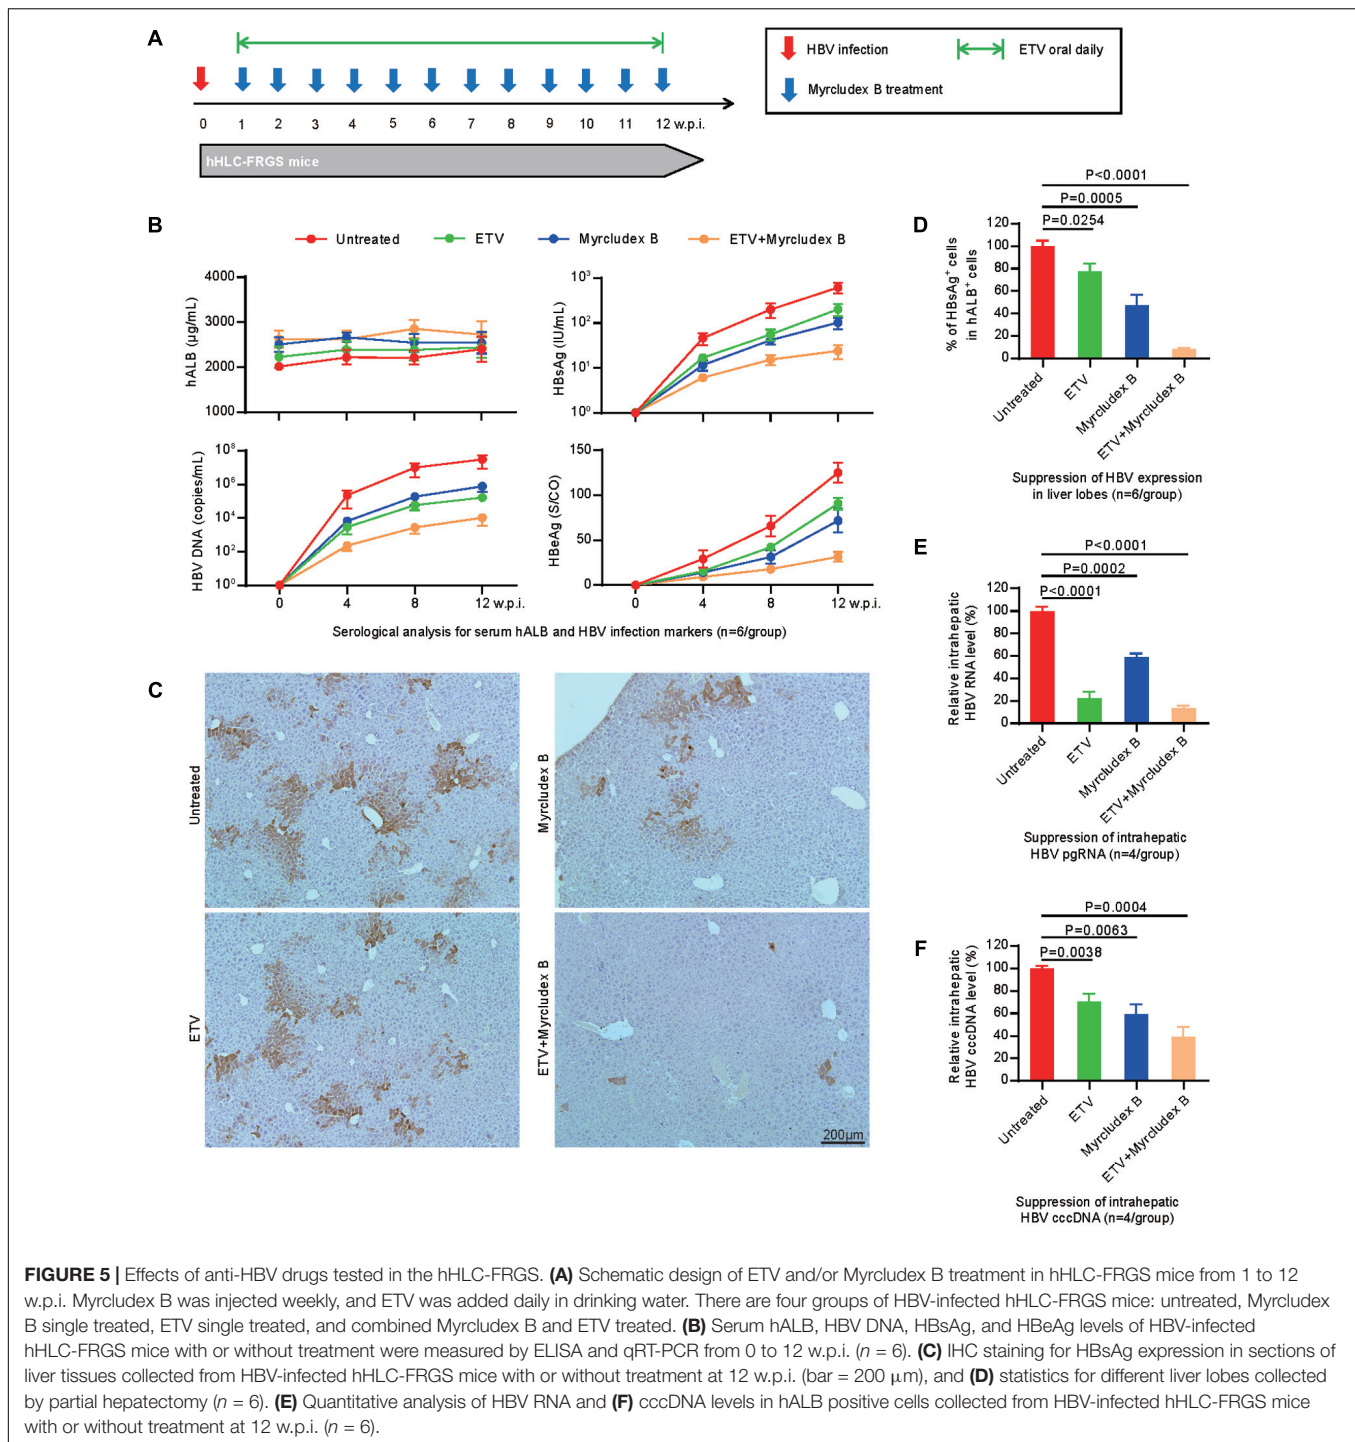 A
HBV infection
ETV oral daily
Myrcludex B treatment
0 1 2 3 4 5 6 7 8 9 10 11 12 w.p.i.
hHLC-FRGS mice
B
Untreated ETV Myrcludex B ETV+Myrcludex B
hALB (µg/mL)
4000
3000
2000
1000
HBsAg (IU/mL)
10³
10²
10¹
10⁰
HBV DNA (copies/mL)
10⁸
10⁶
10⁴
10²
10⁰
0 4 8 12 w.p.i.
HBeAg (S/CO)
150
100
50
0
0 4 8 12 w.p.i.
Serological analysis for serum hALB and HBV infection markers (n=6/group)
C
Untreated
Myrcludex B
ETV
ETV+Myrcludex B
200µm
D
P<0.0001
P=0.0005
P=0.0254
% of HBsAg⁺ cells
in hALB⁺ cells
120
100
80
60
40
20
0
Untreated
ETV
Myrcludex B
ETV+Myrcludex B
Suppression of HBV expression
in liver lobes (n=6/group)
E
P<0.0001
P=0.0002
P<0.0001
Relative intrahepatic
HBV RNA level (%)
120
100
80
60
40
20
0
Untreated
ETV
Myrcludex B
ETV+Myrcludex B
Suppression of intrahepatic
HBV pgRNA (n=4/group)
F
P=0.0004
P=0.0063
P=0.0038
Relative intrahepatic
HBV cccDNA level (%)
120
100
80
60
40
20
0
Untreated
ETV
Myrcludex B
ETV+Myrcludex B
Suppression of intrahepatic
HBV cccDNA (n=4/group)
FIGURE 5 | Effects of anti-HBV drugs tested in the hHLC-FRGS. (A) Schematic design of ETV and/or Myrcludex B treatment in hHLC-FRGS mice from 1 to 12
w.p.i. Myrcludex B was injected weekly, and ETV was added daily in drinking water. There are four groups of HBV-infected hHLC-FRGS mice: untreated, Myrcludex
B single treated, ETV single treated, and combined Myrcludex B and ETV treated. (B) Serum hALB, HBV DNA, HBsAg, and HBeAg levels of HBV-infected
hHLC-FRGS mice with or without treatment were measured by ELISA and qRT-PCR from 0 to 12 w.p.i. (n = 6). (C) IHC staining for HBsAg expression in sections of
liver tissues collected from HBV-infected hHLC-FRGS mice with or without treatment at 12 w.p.i. (bar = 200 μm), and (D) statistics for different liver lobes collected
by partial hepatectomy (n = 6). (E) Quantitative analysis of HBV RNA and (F) cccDNA levels in hALB positive cells collected from HBV-infected hHLC-FRGS mice
with or without treatment at 12 w.p.i. (n = 6).